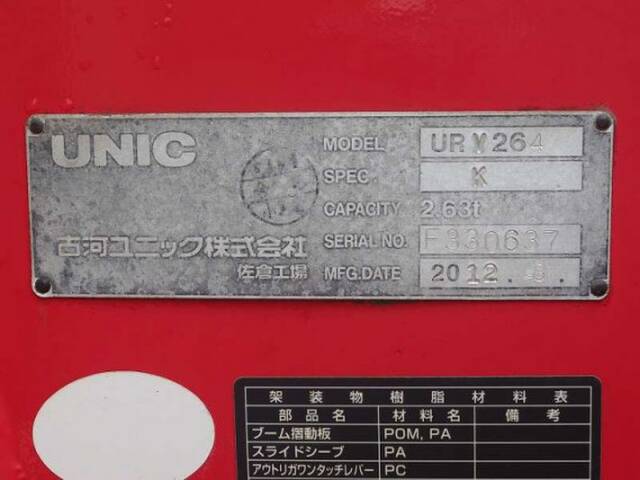 UNIC
MODEL URV264
SPEC. K
CAPACITY 2.63t
古河ユニック株式会社
SERIAL NO. F330637
佐倉工場
MFG.DATE 2012.
架装物樹脂材料表
部品名 材料名 備考
ブーム摺動板 POM, PA
スライドシーブ PA
アウトリガワンタッチレバー PC